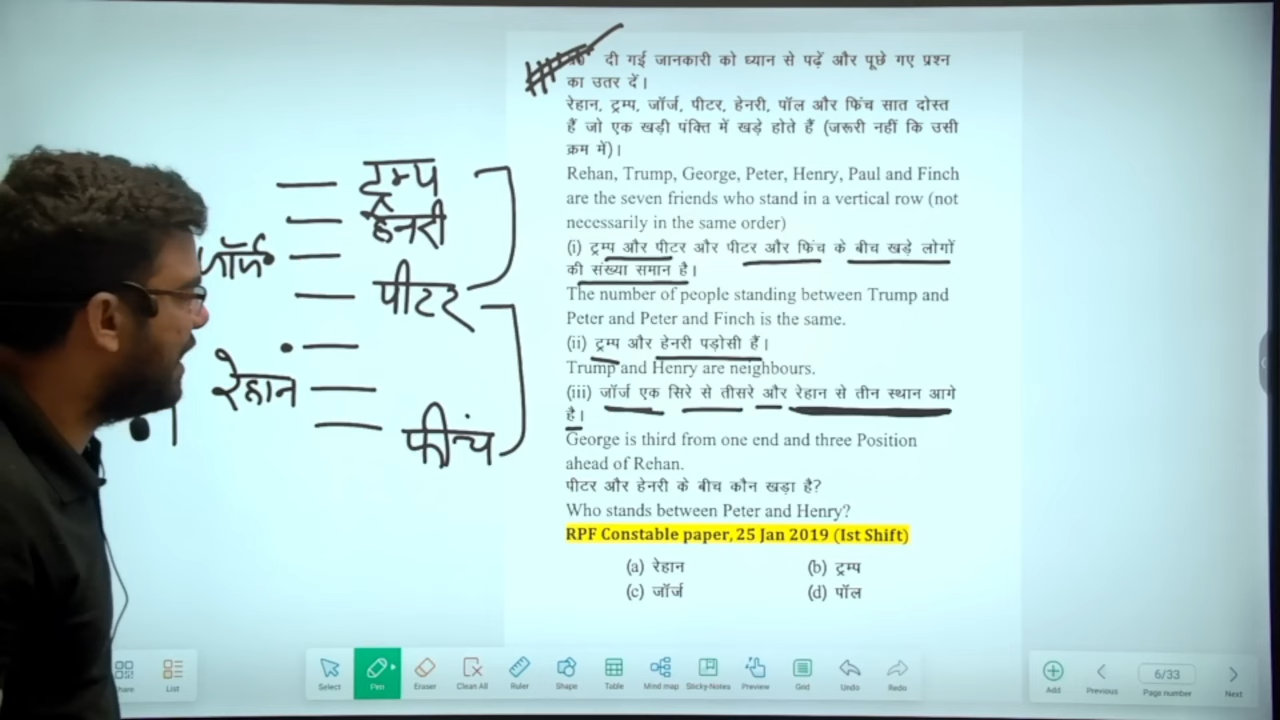 दी गई जानकारी को ध्यान से पढ़ें और पूछे गए प्रश्न
का उतर दें।
रेहान, ट्रम्प, जॉर्ज, पीटर, हेनरी, पॉल और फिंच सात दोस्त
हैं जो एक खड़ी पंक्ति में खड़े होते हैं (जरूरी नहीं कि उसी
क्रम में)।
Rehan, Trump, George, Peter, Henry, Paul and Finch
are the seven friends who stand in a vertical row (not
necessarily in the same order)
(i) ट्रम्प और पीटर और पीटर और फिंच के बीच खड़े लोगों
की संख्या समान है।
The number of people standing between Trump and
Peter and Peter and Finch is the same.
(ii) ट्रम्प और हेनरी पड़ोसी हैं।
Trump and Henry are neighbours.
(iii) जॉर्ज एक सिरे से तीसरे और रेहान से तीन स्थान आगे
है।
George is third from one end and three Position
ahead of Rehan.
पीटर और हेनरी के बीच कौन खड़ा है?
Who stands between Peter and Henry?
RPF Constable paper, 25 Jan 2019 (Ist Shift)
(a) रेहान (b) ट्रम्प
(c) जॉर्ज (d) पॉल
ट्रम्प
हेनरी
जॉर्ज
पीटर
रेहान
फींच
List Select Pen Eraser Clean All Ruler Shape Table Mind map Sticky-Notes Preview Grid Undo Redo Add Previous 6/33 Page number Next